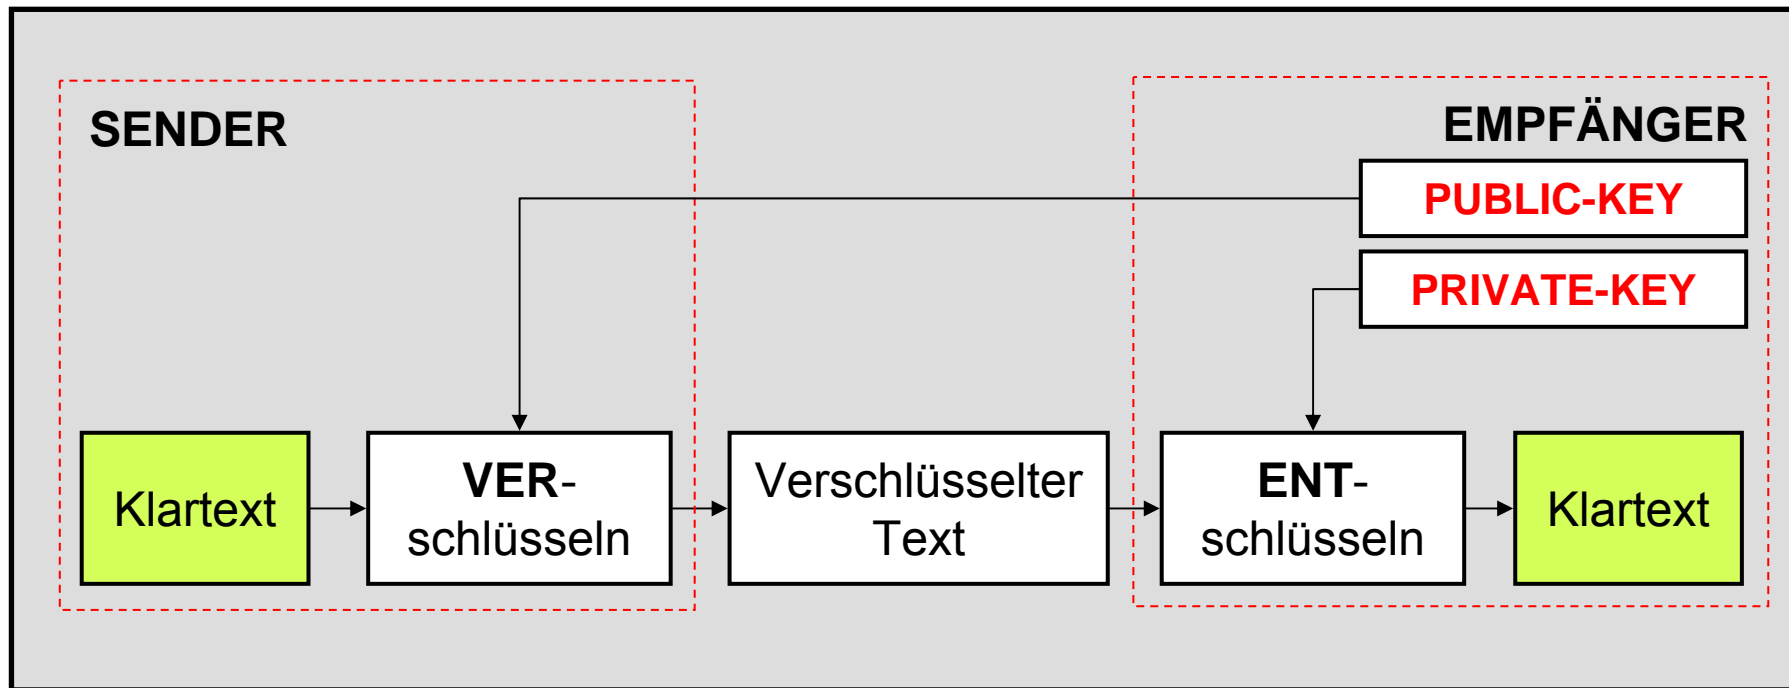 SENDER
EMPFÄNGER
PUBLIC-KEY
PRIVATE-KEY
Klartext
VER-
schlüsseln
Verschlüsselter
Text
ENT-
schlüsseln
Klartext